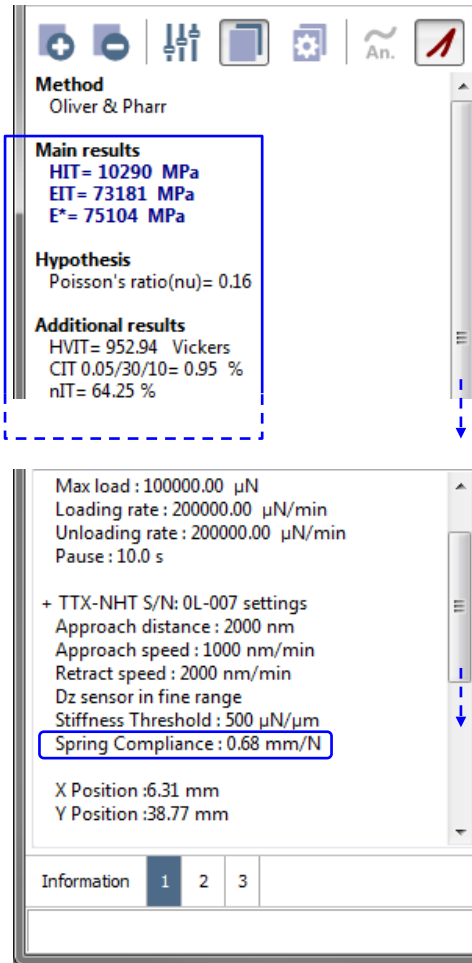 An.
Method
Oliver & Pharr
Main results
HIT= 10290 MPa
EIT= 73181 MPa
E*= 75104 MPa
Hypothesis
Poisson's ratio(nu)= 0.16
Additional results
HVIT= 952.94 Vickers
CIT 0.05/30/10= 0.95 %
nIT= 64.25 %
Max load : 100000.00 µN
Loading rate : 200000.00 µN/min
Unloading rate : 200000.00 µN/min
Pause : 10.0 s
+ TTX-NHT S/N: 0L-007 settings
Approach distance : 2000 nm
Approach speed : 1000 nm/min
Retract speed : 2000 nm/min
Dz sensor in fine range
Stiffness Threshold : 500 µN/µm
Spring Compliance : 0.68 mm/N
X Position :6.31 mm
Y Position :38.77 mm
Information 1 2 3